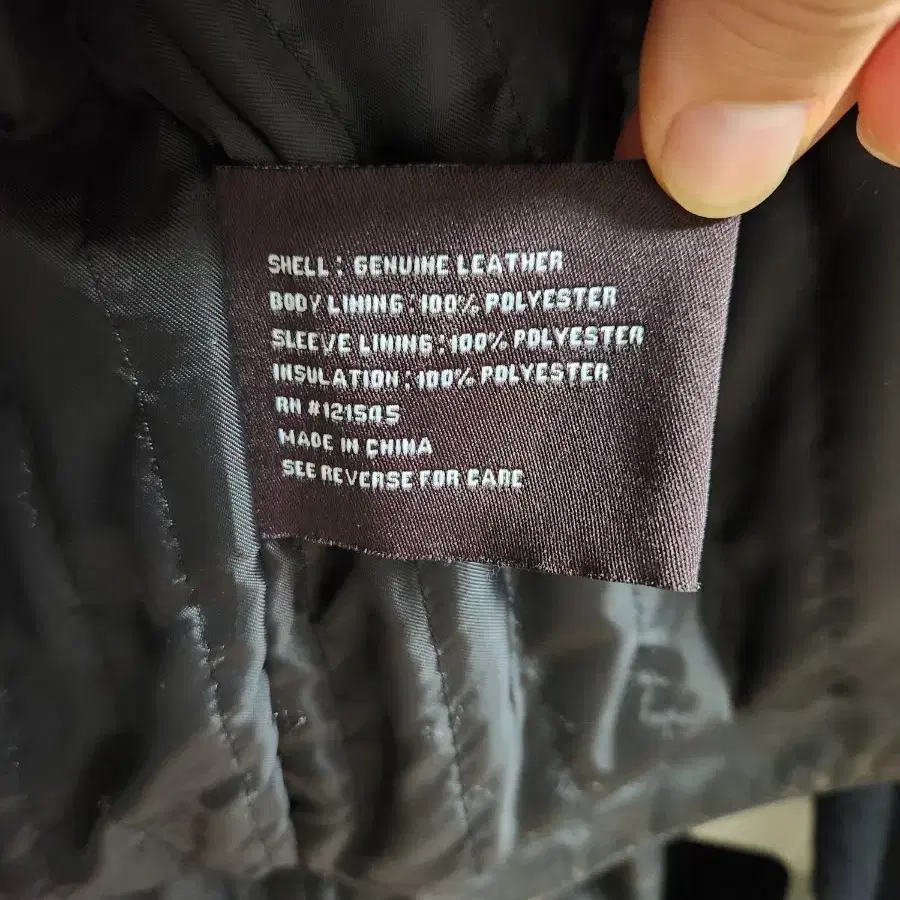 SHELL: GENUINE LEATHER
BODY LINING:100% POLYESTER
SLEEVE LINING:100% POLYESTER
INSULATION:100% POLYESTER
RN #121545
MADE IN CHINA
SEE REVERSE FOR CARE